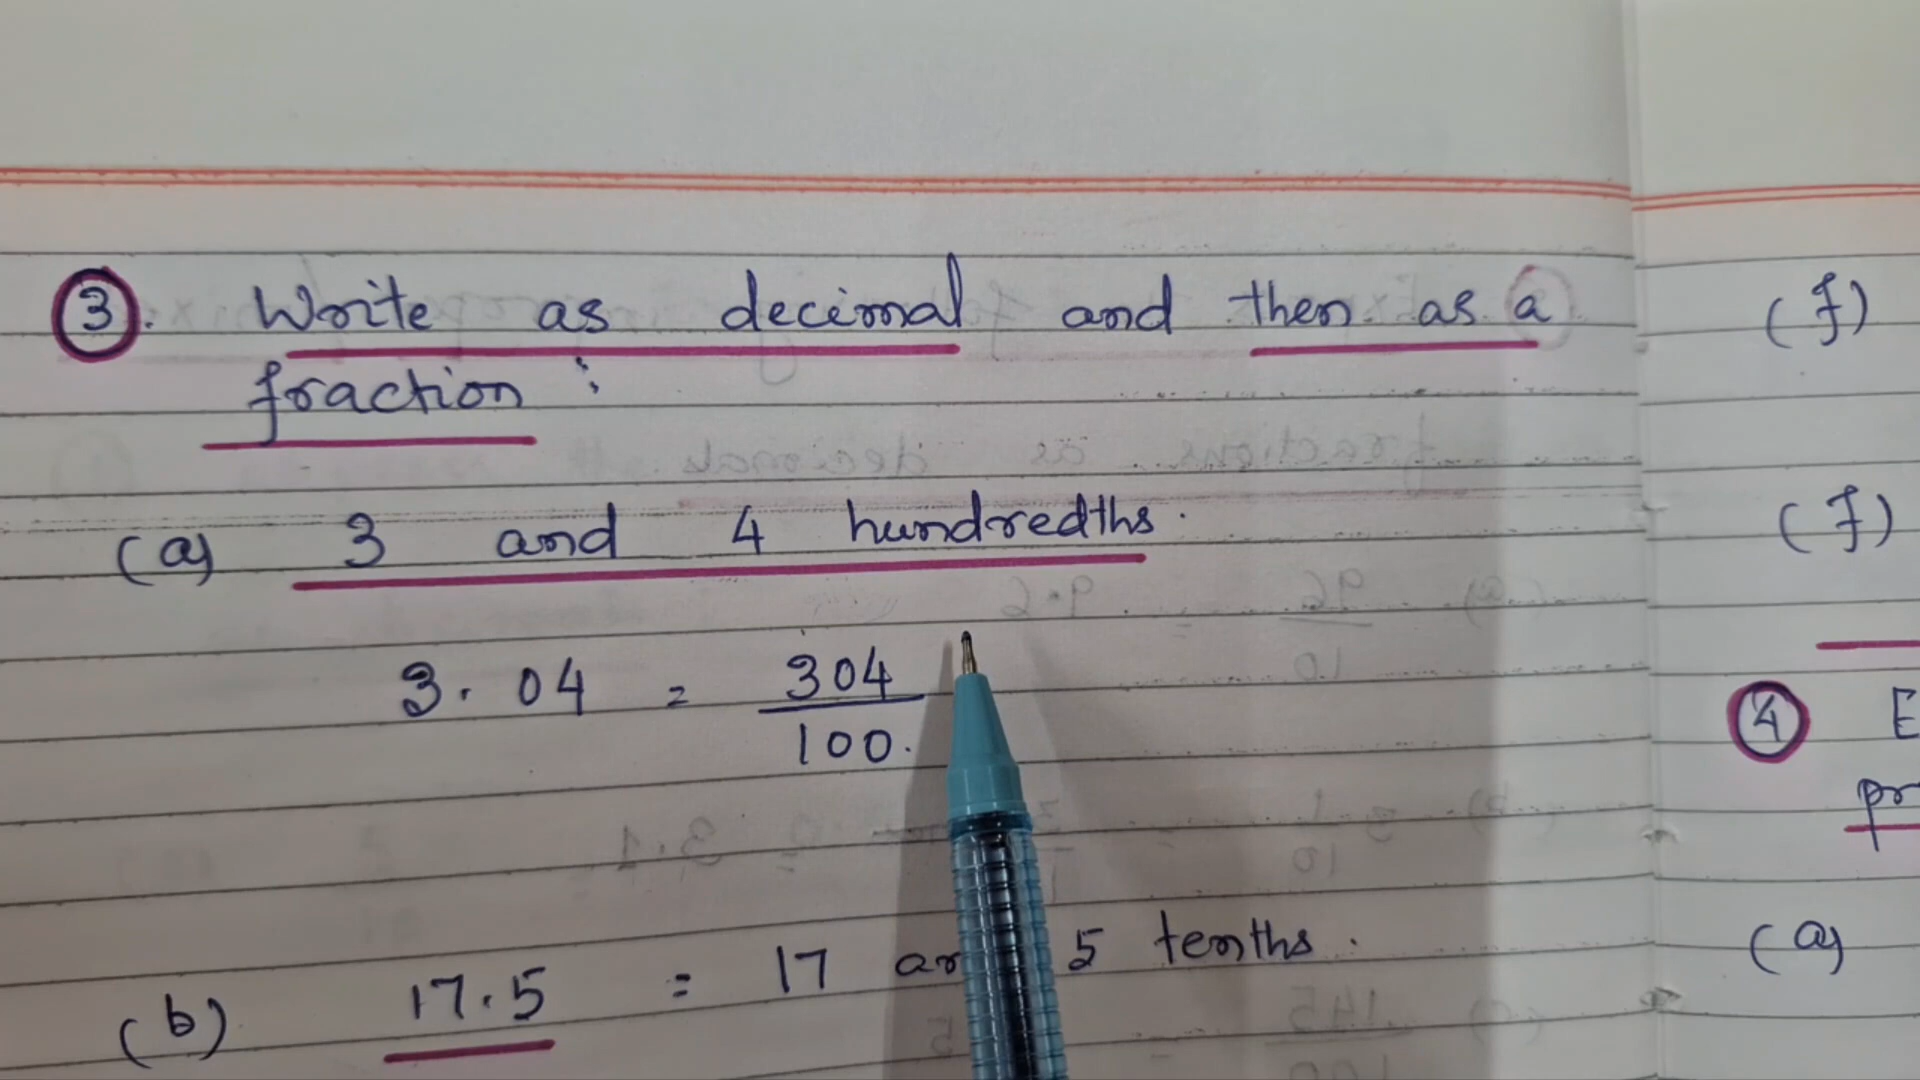 3. Write as decimal and then as a
fraction :
(a) 3 and 4 hundredths.
3.04 = 304
100.
(b) 17.5 = 17 5 tenths.
(f)
(f)
4
(a)